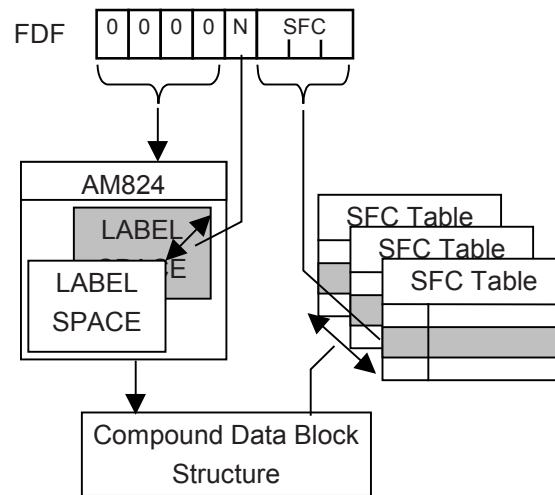 FDF 0 0 0 0 N SFC
AM824
LABEL
SPACE
LABEL
SPACE
SFC Table
SFC Table
SFC Table
Compound Data Block
Structure